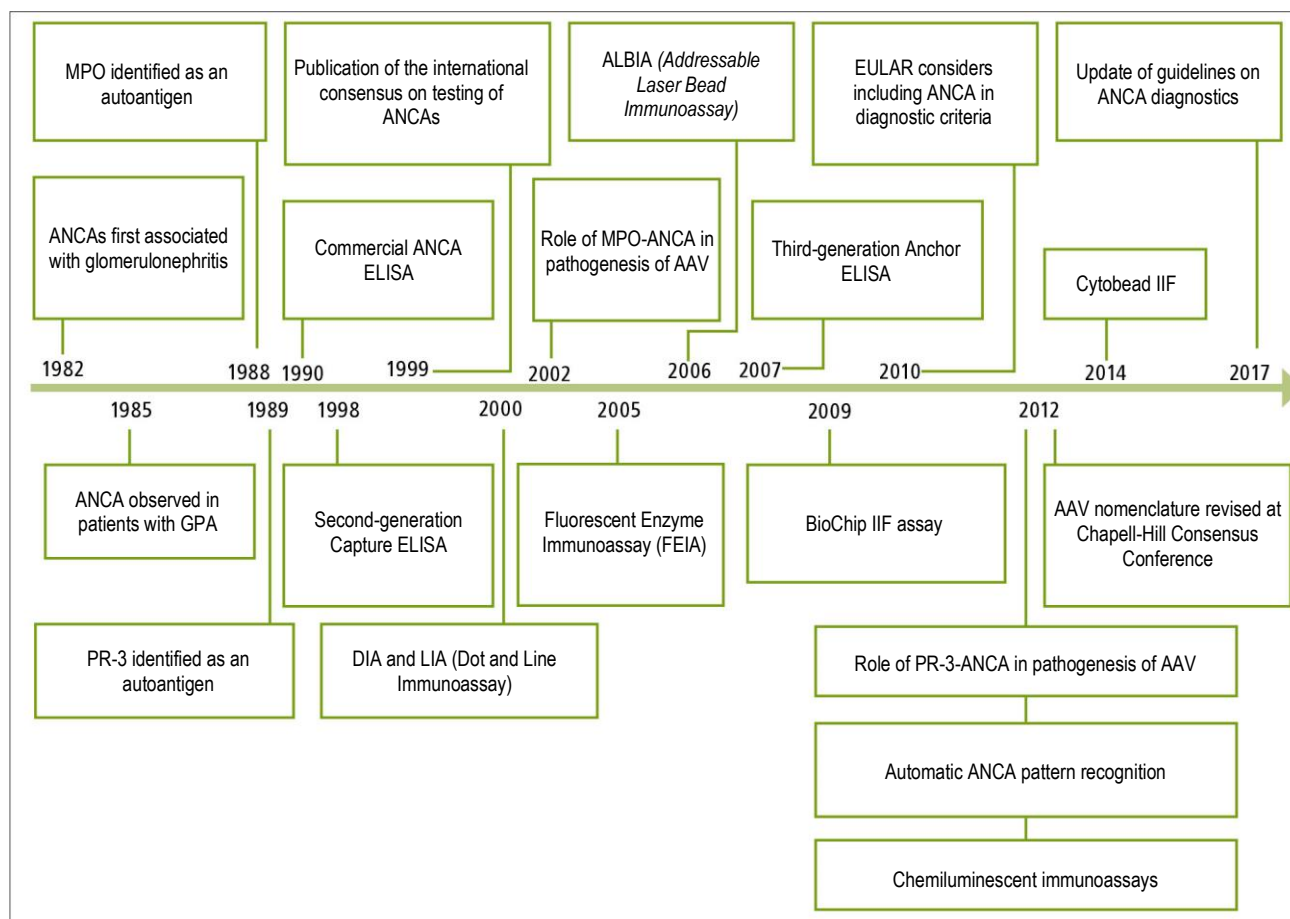 MPO identified as an
autoantigen
Publication of the international
consensus on testing of
ANCAs
ALBIA (Addressable
Laser Bead
Immunoassay)
EULAR considers
including ANCA in
diagnostic criteria
Update of guidelines on
ANCA diagnostics
ANCAs first associated
with glomerulonephritis
Commercial ANCA
ELISA
Role of MPO-ANCA in
pathogenesis of AAV
Third-generation Anchor
ELISA
Cytobead IIF
1982
1988
1990
1999
2002
2006
2007
2010
2014
2017
1985
1989
1998
2000
2005
2009
2012
ANCA observed in
patients with GPA
Second-generation
Capture ELISA
Fluorescent Enzyme
Immunoassay (FEIA)
BioChip IIF assay
AAV nomenclature revised at
Chapell-Hill Consensus
Conference
PR-3 identified as an
autoantigen
DIA and LIA (Dot and Line
Immunoassay)
Role of PR-3-ANCA in pathogenesis of AAV
Automatic ANCA pattern recognition
Chemiluminescent immunoassays